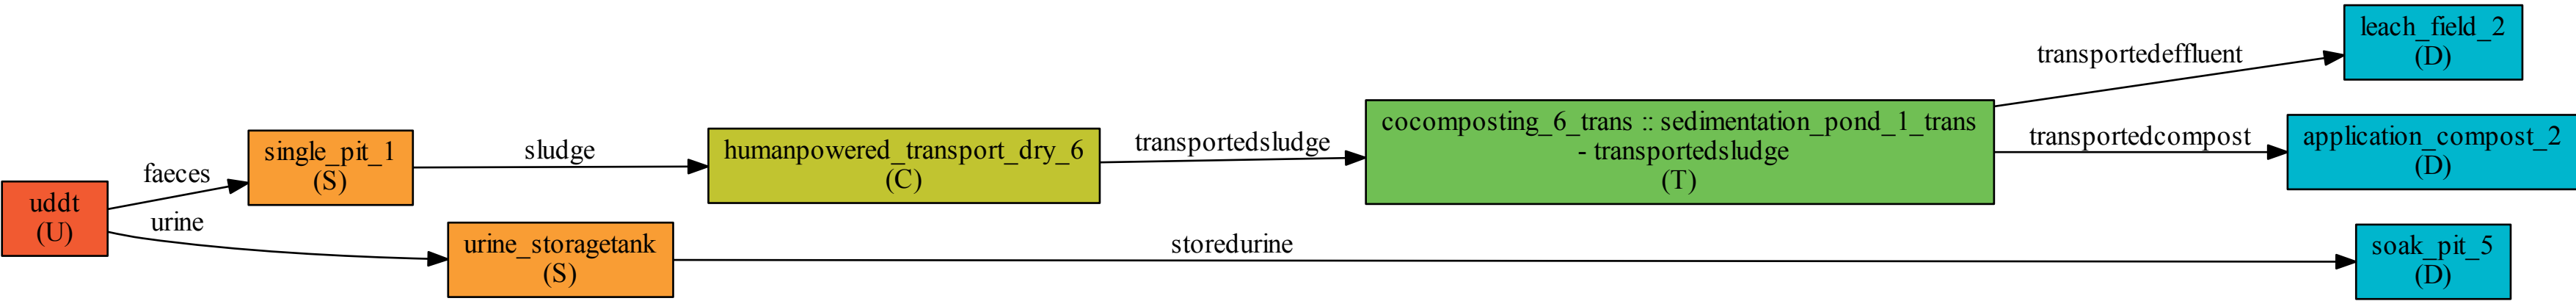 uddt
(U)
faeces
urine
single_pit_1
(S)
urine_storagetank
(S)
sludge
storedurine
humanpowered_transport_dry_6
(C)
transportedsludge
cocomposting_6_trans :: sedimentation_pond_1_trans
- transportedsludge
(T)
transportedeffluent
transportedcompost
leach_field_2
(D)
application_compost_2
(D)
soak_pit_5
(D)